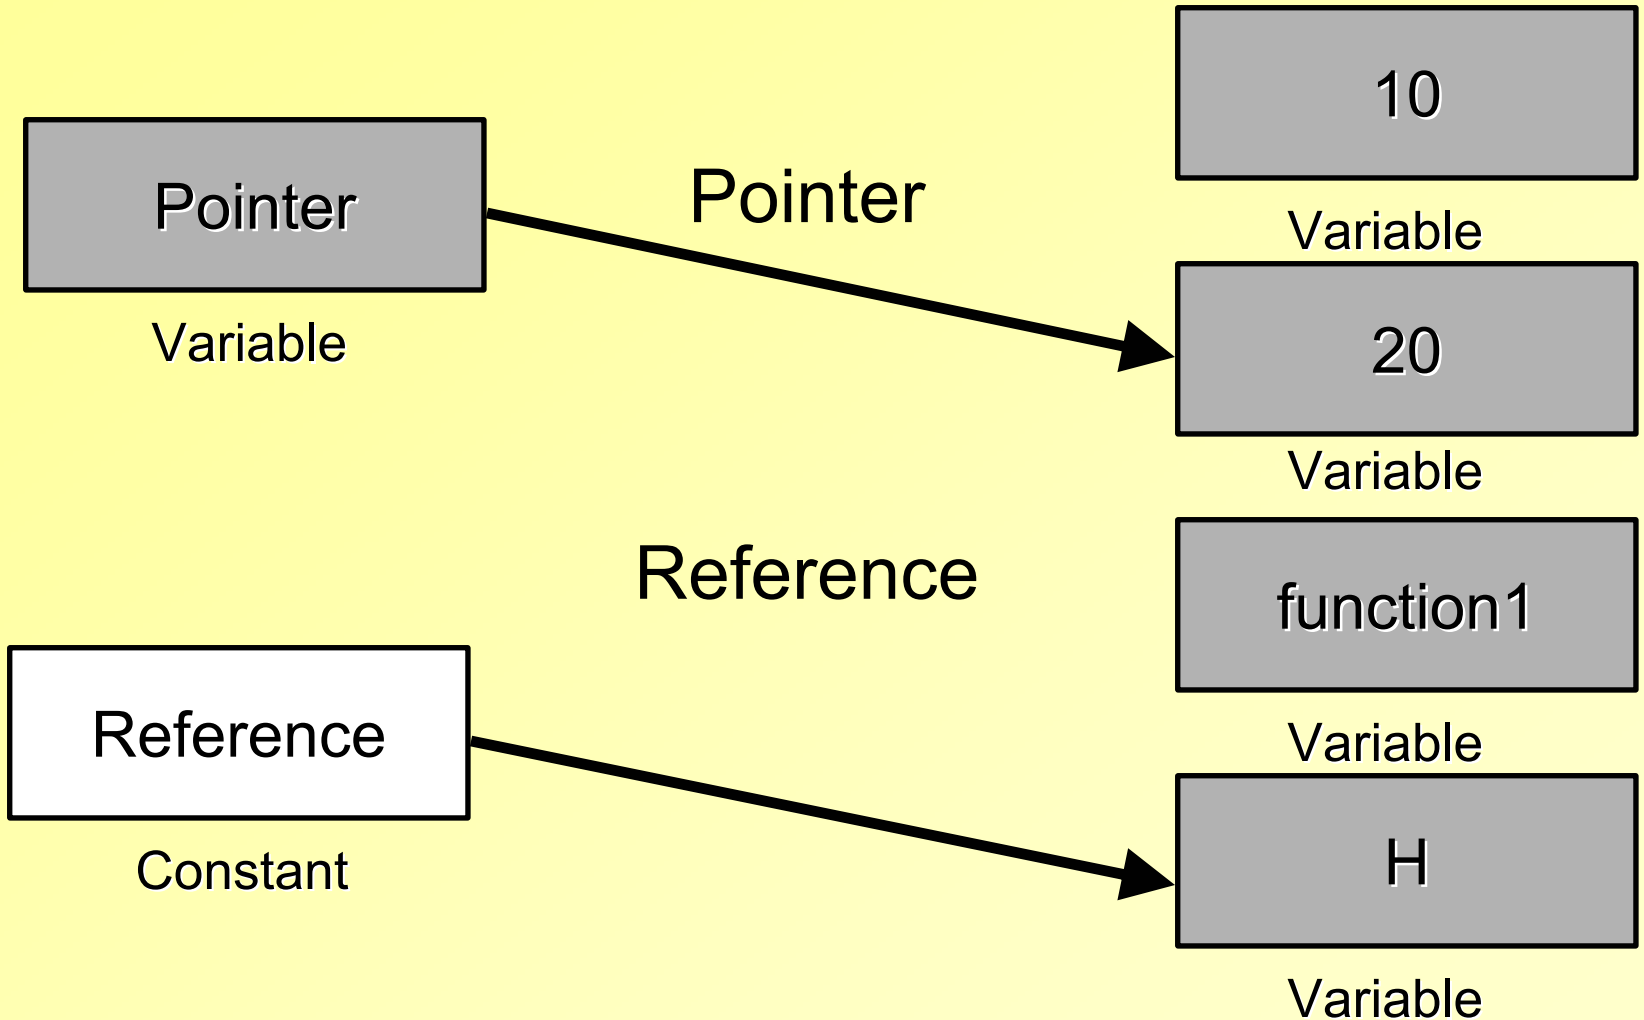 10
Pointer
Pointer
Variable
Variable
20
Variable
Reference
function1
Reference
Variable
Constant
H
Variable